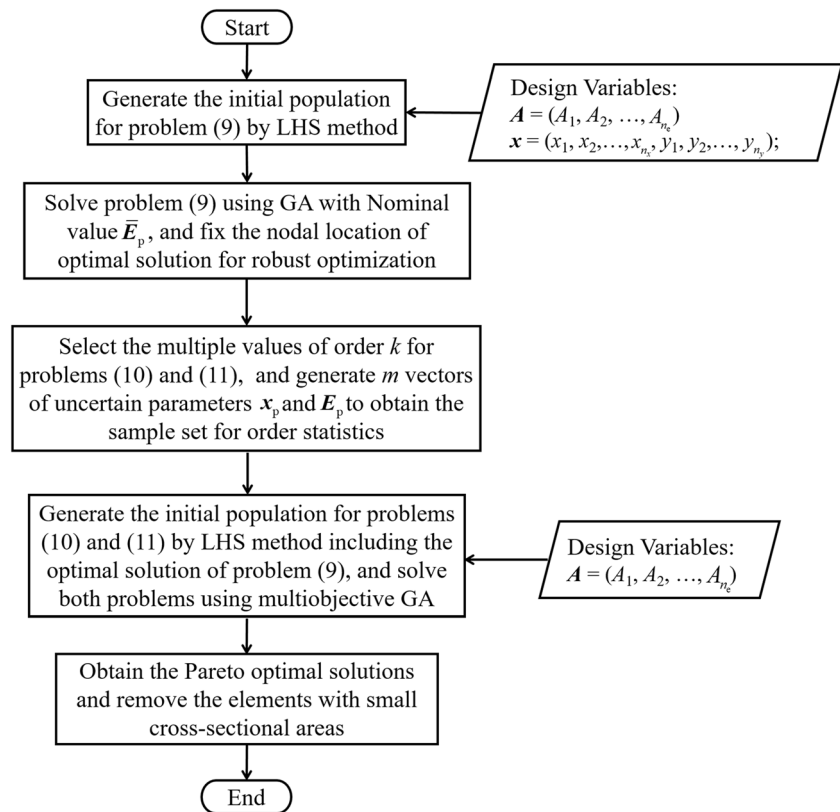 Start
Generate the initial population
for problem (9) by LHS method
Design Variables:
A = (A₁, A₂, …, Aₙₑ)
x = (x₁, x₂,…, xₙₓ, y₁, y₂,…, yₙᵧ);
Solve problem (9) using GA with Nominal
value Ēₚ, and fix the nodal location of
optimal solution for robust optimization
Select the multiple values of order k for
problems (10) and (11), and generate m vectors
of uncertain parameters xₚ and Eₚ to obtain the
sample set for order statistics
Generate the initial population for problems
(10) and (11) by LHS method including the
optimal solution of problem (9), and solve
both problems using multiobjective GA
Design Variables:
A = (A₁, A₂, …, Aₙₑ)
Obtain the Pareto optimal solutions
and remove the elements with small
cross-sectional areas
End